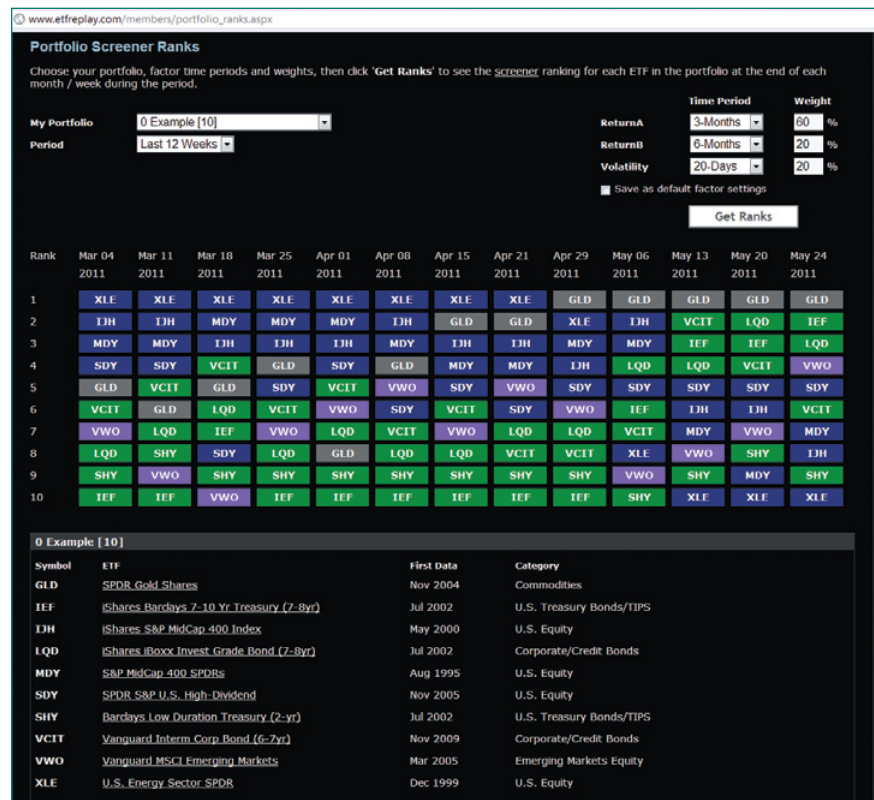 www.etfreplay.com/members/portfolio_ranks.aspx
Portfolio Screener Ranks
Choose your portfolio, factor time periods and weights, then click 'Get Ranks' to see the screener ranking for each ETF in the portfolio at the end of each
month / week during the period.
Time Period Weight
My Portfolio 0 Example [10] ReturnA 3-Months 60 %
Period Last 12 Weeks ReturnB 6-Months 20 %
Volatility 20-Days 20 %
Save as default factor settings
Get Ranks
Rank Mar 04 Mar 11 Mar 18 Mar 25 Apr 01 Apr 08 Apr 15 Apr 21 Apr 29 May 06 May 13 May 20 May 24
2011 2011 2011 2011 2011 2011 2011 2011 2011 2011 2011 2011 2011
1 XLE XLE XLE XLE XLE XLE XLE XLE GLD GLD GLD GLD GLD
2 IJH IJH MDY MDY MDY IJH GLD GLD XLE IJH VCIT LQD IEF
3 MDY MDY IJH IJH IJH MDY IJH IJH MDY MDY IEF IEF LQD
4 SDY SDY VCIT GLD SDY GLD MDY MDY IJH LQD LQD VCIT VWO
5 GLD VCIT GLD SDY VCIT VWO SDY VWO SDY SDY SDY SDY SDY
6 VCIT GLD LQD VCIT VWO SDY VCIT SDY VWO IEF IJH IJH VCIT
7 VWO LQD IEF VWO LQD VCIT VWO LQD LQD VCIT MDY VWO MDY
8 LQD SHY SDY LQD GLD LQD LQD VCIT VCIT XLE VWO SHY IJH
9 SHY VWO SHY SHY SHY SHY SHY SHY SHY VWO SHY MDY SHY
10 IEF IEF VWO IEF IEF IEF IEF IEF IEF SHY XLE XLE XLE
0 Example [10]
Symbol ETF First Data Category
GLD SPDR Gold Shares Nov 2004 Commodities
IEF iShares Barclays 7-10 Yr Treasury (7-8yr) Jul 2002 U.S. Treasury Bonds/TIPS
IJH iShares S&P MidCap 400 Index May 2000 U.S. Equity
LQD iShares iBoxx Invest Grade Bond (7-8yr) Jul 2002 Corporate/Credit Bonds
MDY S&P MidCap 400 SPDRs Aug 1995 U.S. Equity
SDY SPDR S&P U.S. High-Dividend Nov 2005 U.S. Equity
SHY Barclays Low Duration Treasury (2-yr) Jul 2002 U.S. Treasury Bonds/TIPS
VCIT Vanguard Interm Corp Bond (6-7yr) Nov 2009 Corporate/Credit Bonds
VWO Vanguard MSCI Emerging Markets Mar 2005 Emerging Markets Equity
XLE U.S. Energy Sector SPDR Dec 1999 U.S. Equity